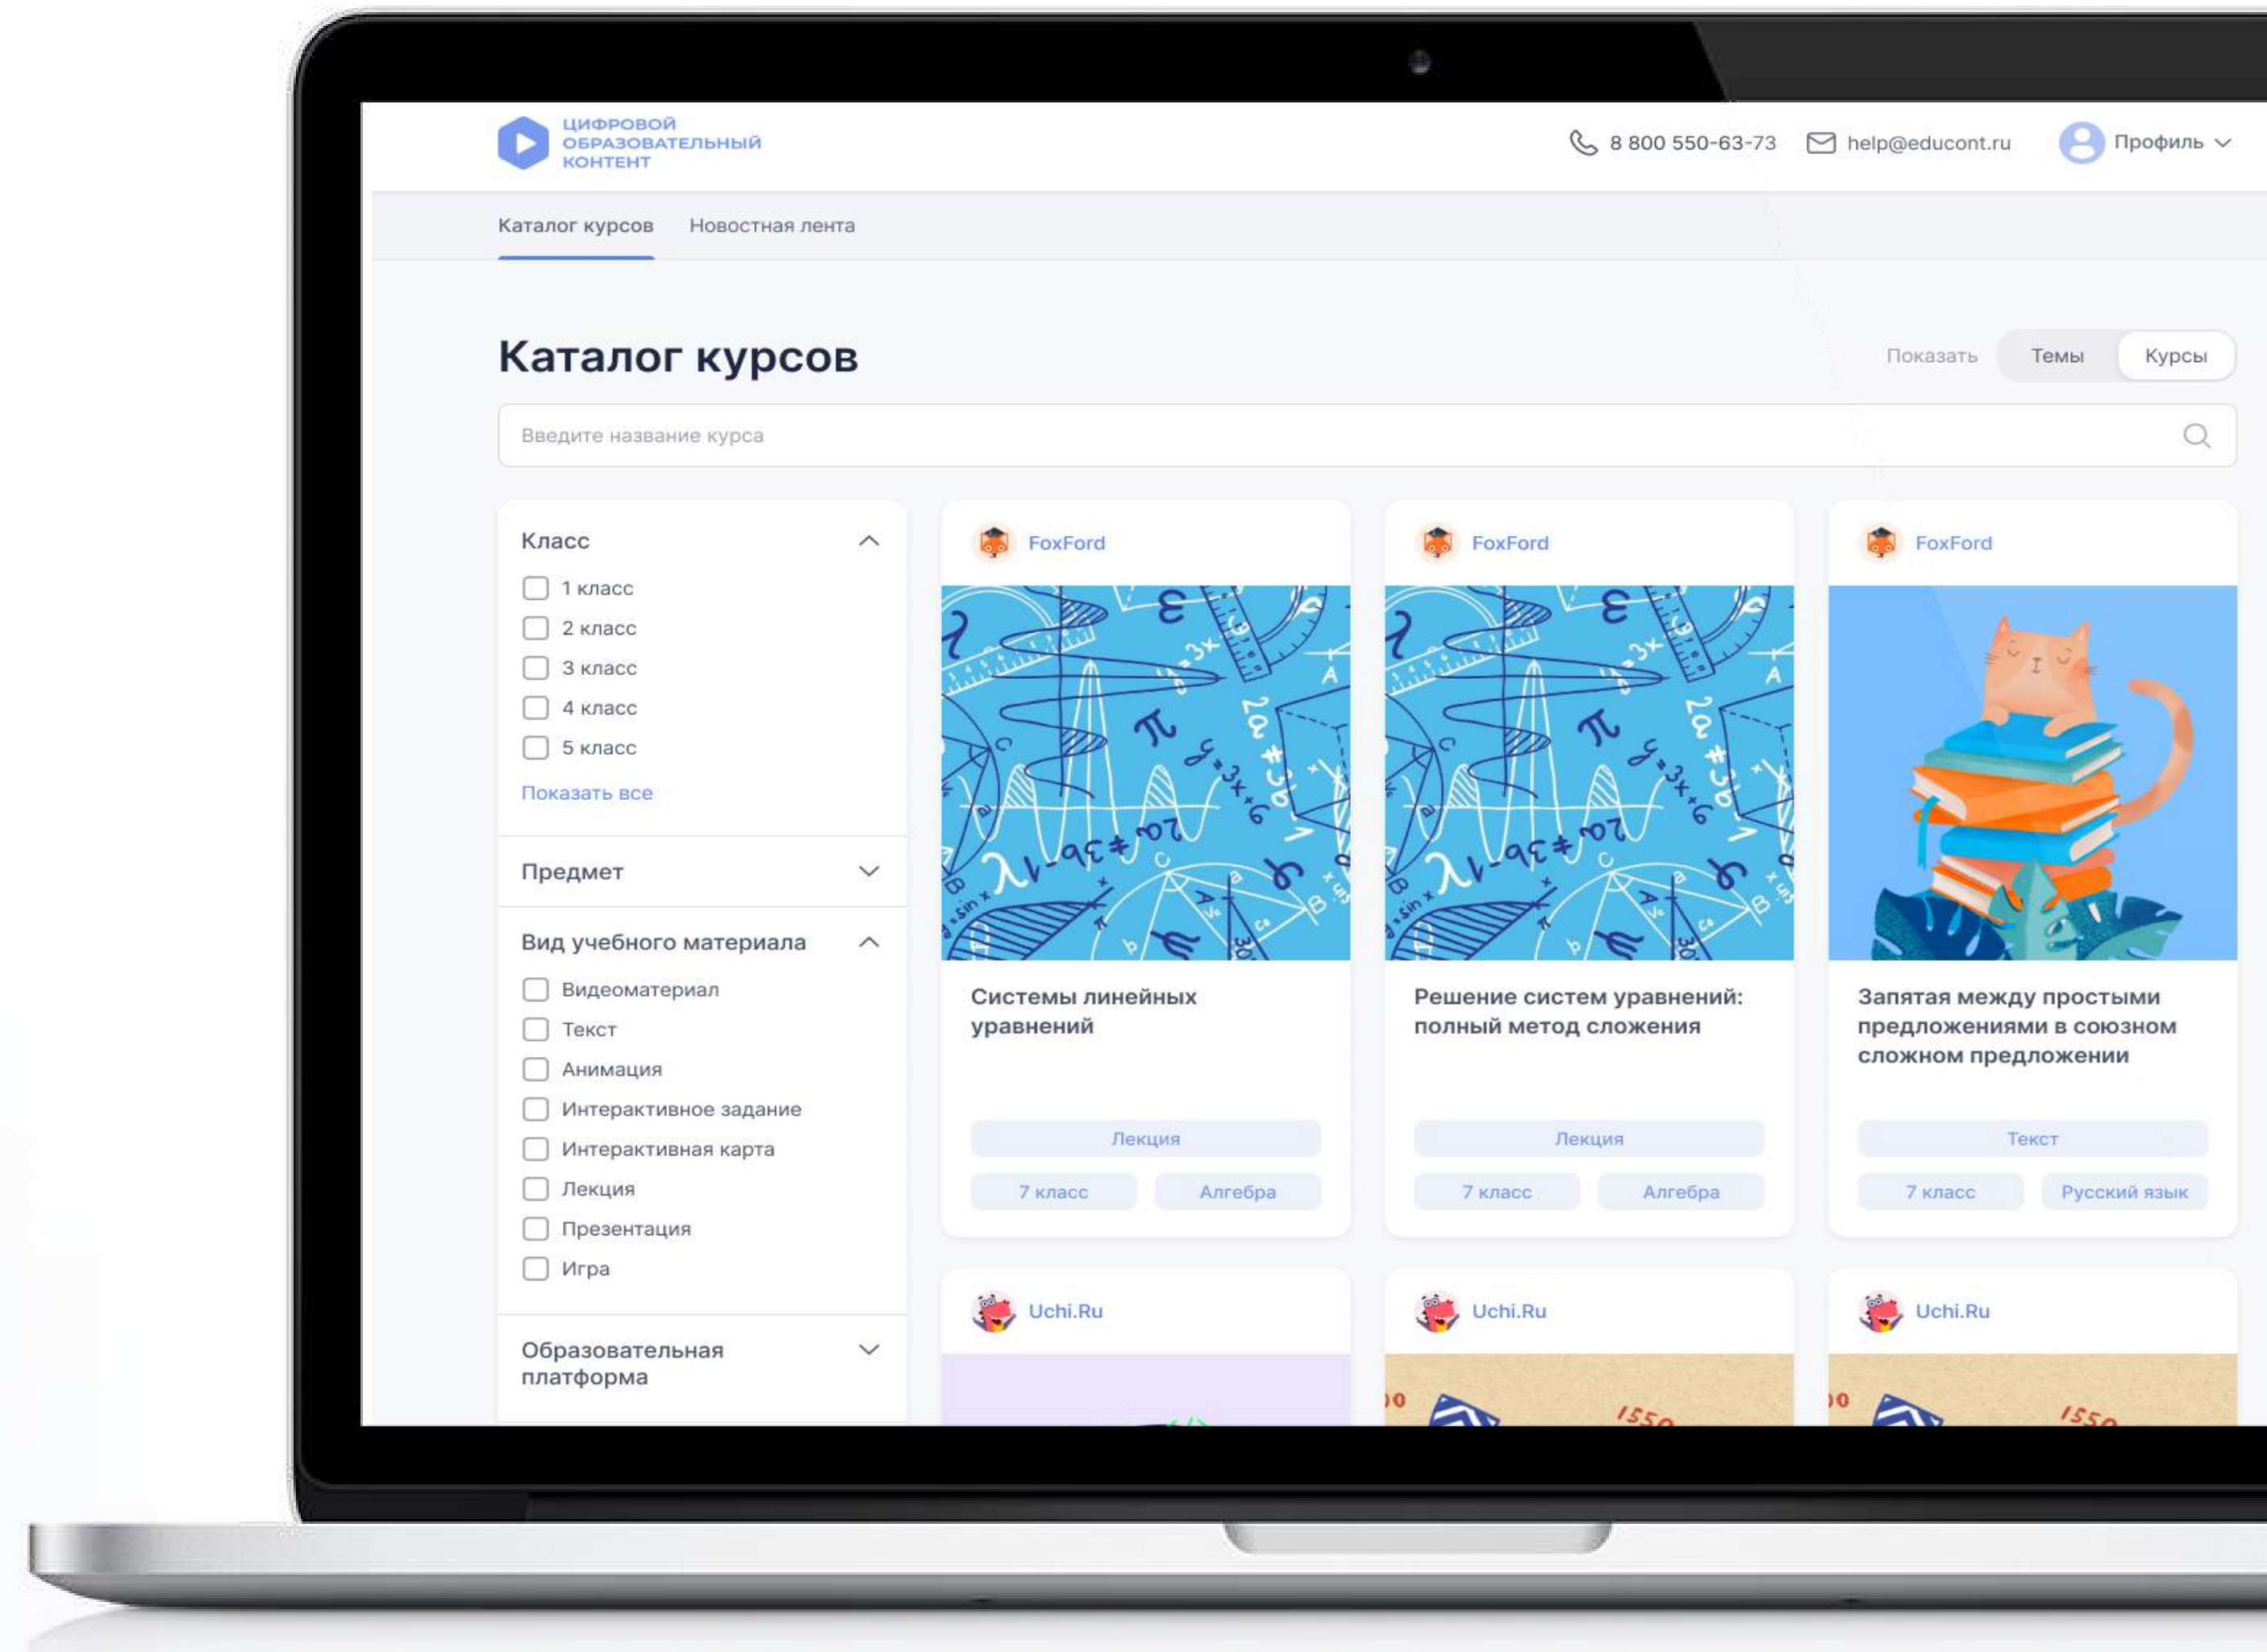 ЦИФРОВОЙ
ОБРАЗОВАТЕЛЬНЫЙ
КОНТЕНТ
8 800 550-63-73
help@educont.ru
Профиль
Каталог курсов
Новостная лента
Каталог курсов
Показать
Темы
Курсы
Введите название курса
Класс
1 класс
2 класс
3 класс
4 класс
5 класс
Показать все
Предмет
Вид учебного материала
Видеоматериал
Текст
Анимация
Интерактивное задание
Интерактивная карта
Лекция
Презентация
Игра
Образовательная
платформа
FoxFord
Системы линейных
уравнений
Лекция
7 класс
Алгебра
FoxFord
Решение систем уравнений:
полный метод сложения
Лекция
7 класс
Алгебра
FoxFord
Запятая между простыми
предложениями в союзном
сложном предложении
Текст
7 класс
Русский язык
Uchi.Ru
Uchi.Ru
1550
Uchi.Ru
1550